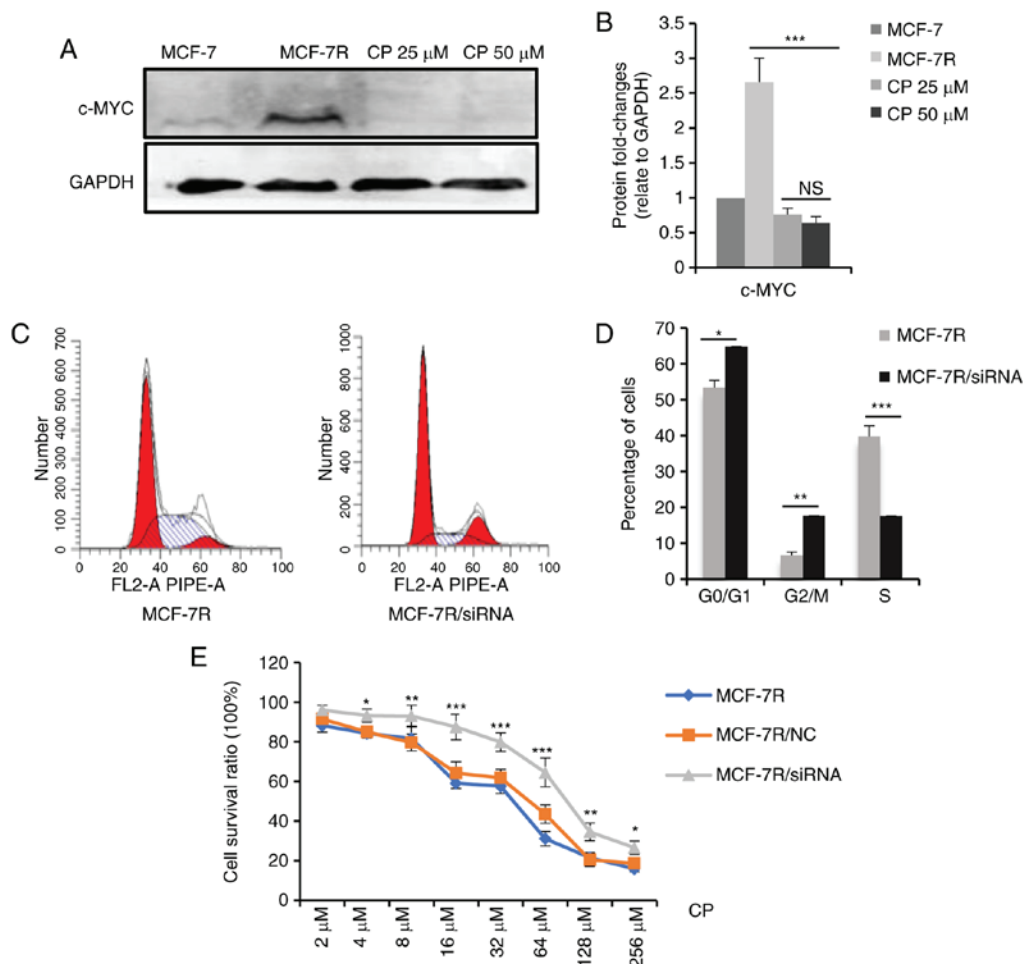 A
MCF-7 MCF-7R CP 25 µM CP 50 µM
c-MYC
GAPDH
B
Protein fold-changes
(relate to GAPDH)
3.5
3
2.5
2
1.5
1
0.5
0
***
NS
c-MYC
MCF-7
MCF-7R
CP 25 µM
CP 50 µM
C
Number
700
600
500
400
300
200
100
0
0 20 40 60 80 100
FL2-A PIPE-A
MCF-7R
Number
1000
800
600
400
200
0
0 20 40 60 80 100
FL2-A PIPE-A
MCF-7R/siRNA
D
Percentage of cells
70
60
50
40
30
20
10
0
*
**
***
G0/G1 G2/M S
MCF-7R
MCF-7R/siRNA
E
Cell survival ratio (100%)
120
100
80
60
40
20
0
* ** *** *** *** ** *
2 µM 4 µM 8 µM 16 µM 32 µM 64 µM 128 µM 256 µM
CP
MCF-7R
MCF-7R/NC
MCF-7R/siRNA